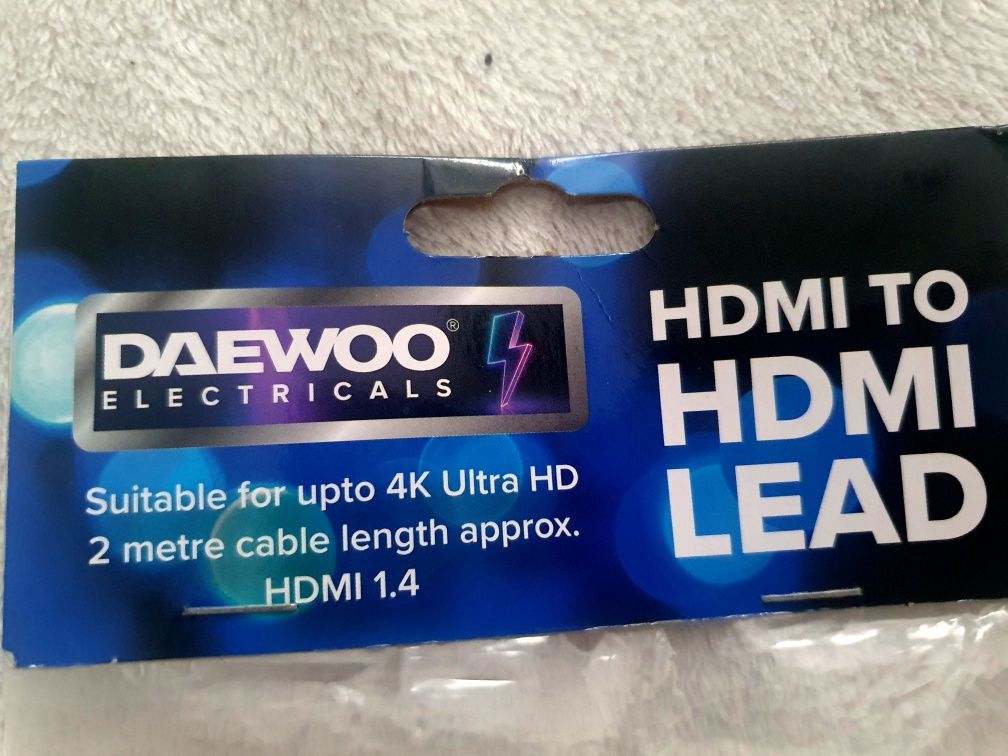 DAEWOO®
ELECTRICALS
Suitable for upto 4K Ultra HD
2 metre cable length approx.
HDMI 1.4
HDMI TO
HDMI
LEAD